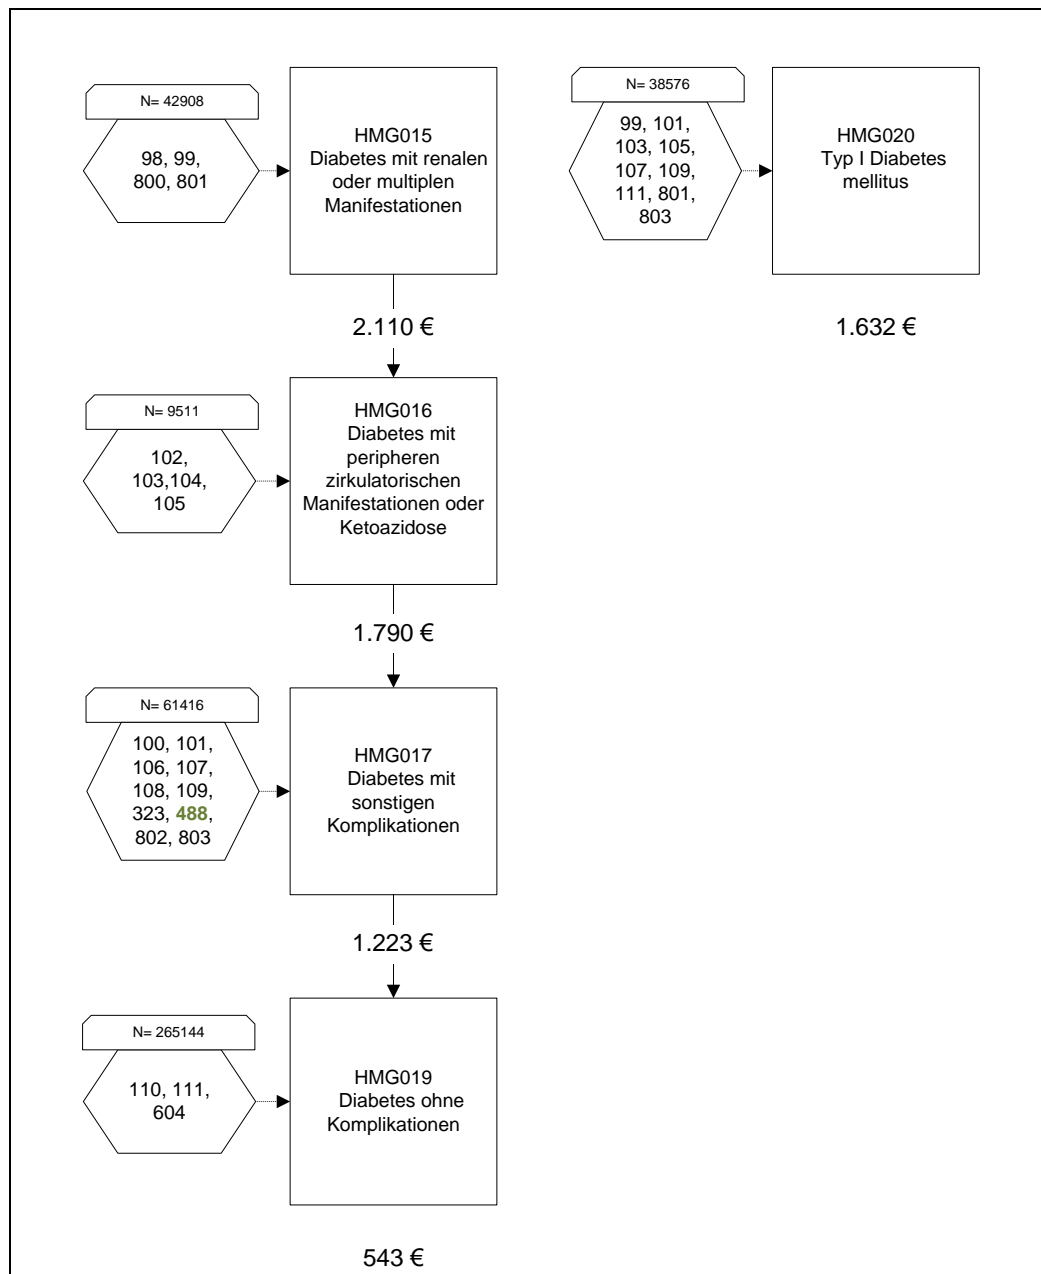 N= 42908
98, 99,
800, 801
HMG015
Diabetes mit renalen
oder multiplen
Manifestationen
2.110 €
N= 38576
99, 101,
103, 105,
107, 109,
111, 801,
803
HMG020
Typ I Diabetes
mellitus
1.632 €
N= 9511
102,
103,104,
105
HMG016
Diabetes mit
peripheren
zirkulatorischen
Manifestationen oder
Ketoazidose
1.790 €
N= 61416
100, 101,
106, 107,
108, 109,
323, 488,
802, 803
HMG017
Diabetes mit
sonstigen
Komplikationen
1.223 €
N= 265144
110, 111,
604
HMG019
Diabetes ohne
Komplikationen
543 €